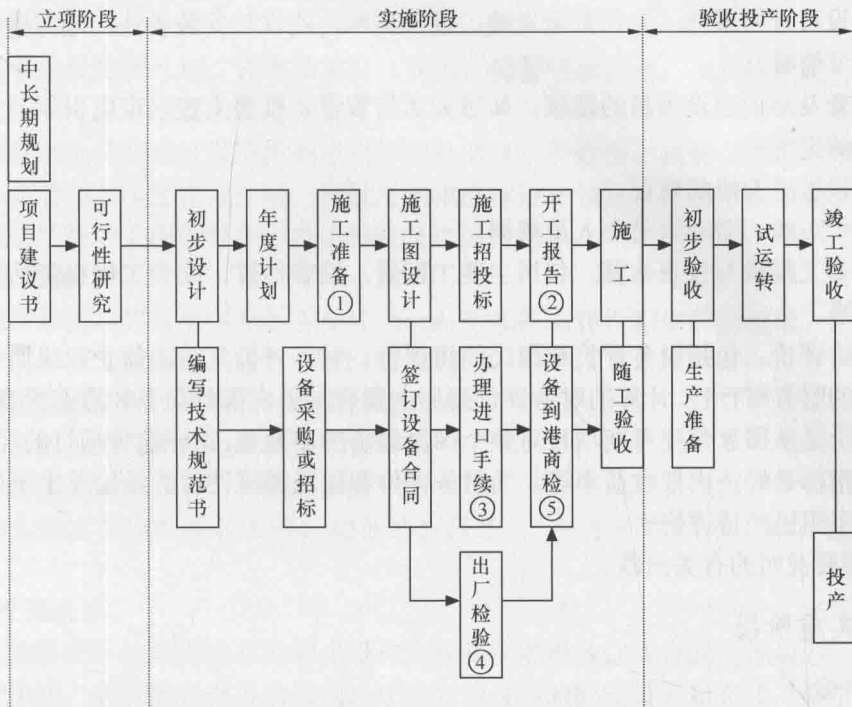 立项阶段
实施阶段
验收投产阶段
中长期规划
项目建议书
可行性研究
初步设计
年度计划
施工准备①
施工图设计
施工招投标
开工报告②
施工
初步验收
试运转
竣工验收
编写技术规范书
设备采购或招标
签订设备合同
办理进口手续③
设备到港商检⑤
随工验收
生产准备
出厂检验④
投产